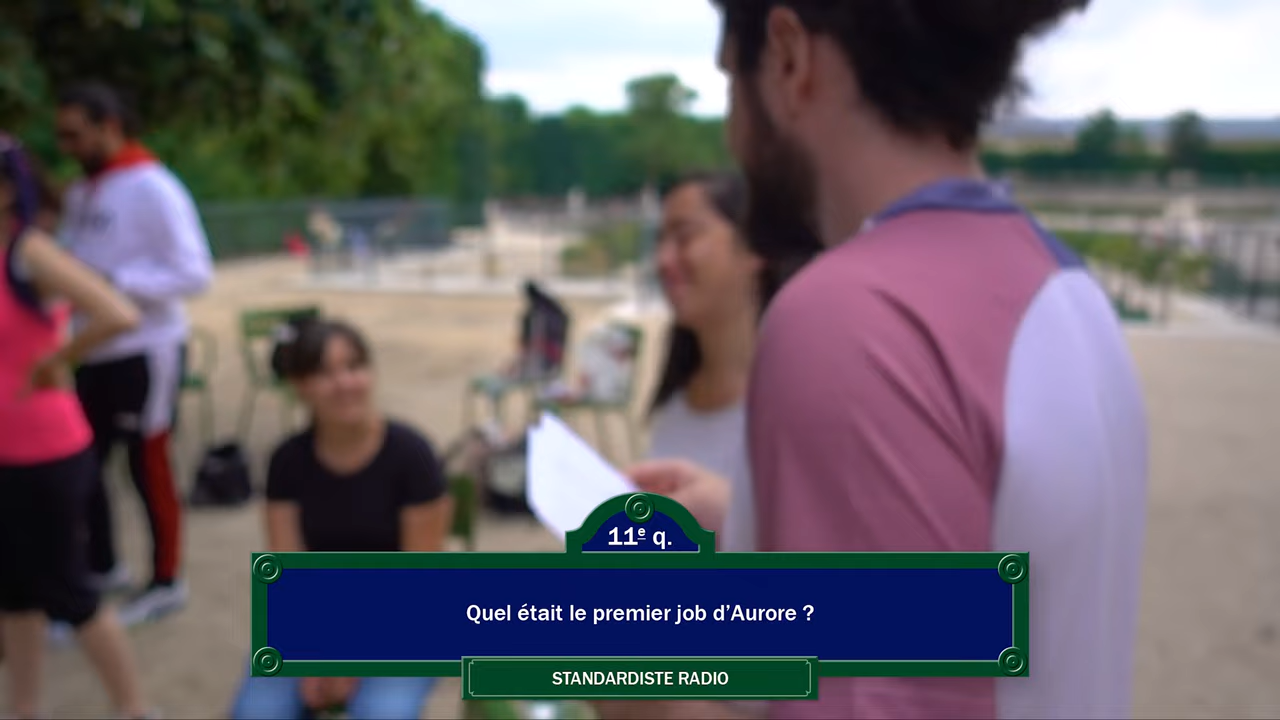 11ᵉ q.
Quel était le premier job d’Aurore ?
STANDARDISTE RADIO